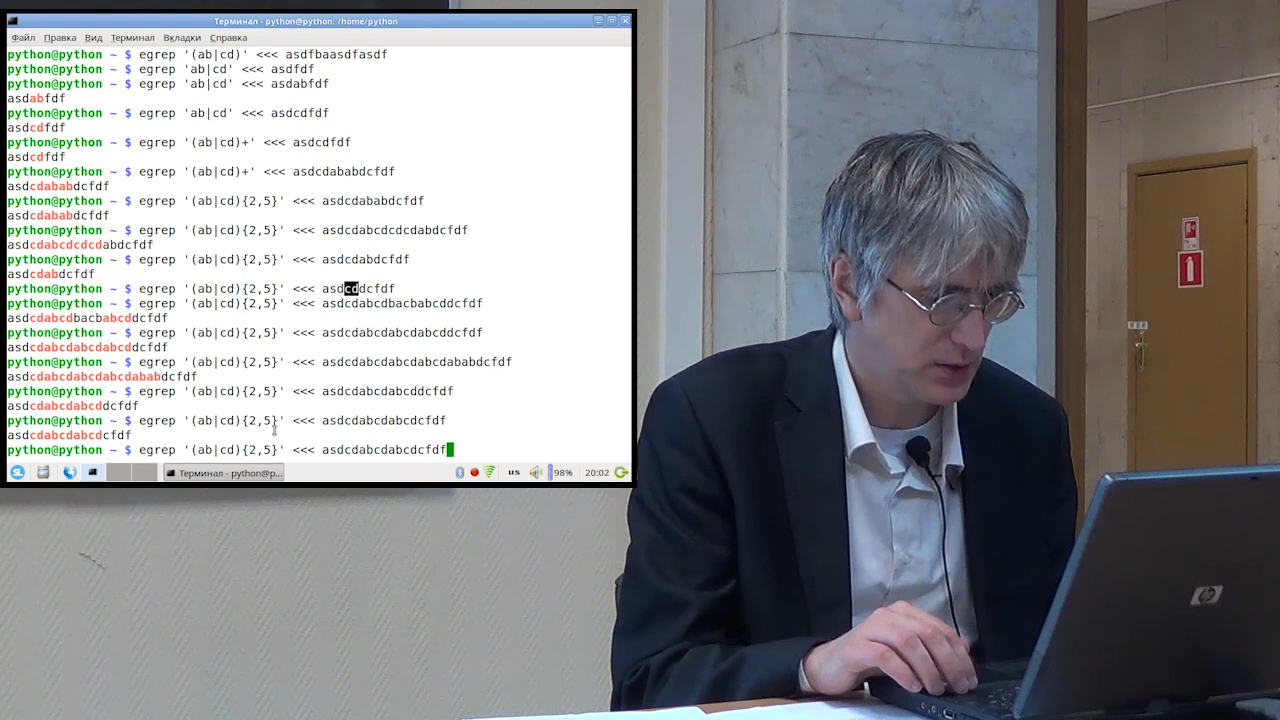 Терминал - python@python: /home/python
Файл Правка Вид Терминал Вкладки Справка
python@python ~ $ egrep '(ab|cd)' <<< asdfbaasdfasdf
python@python ~ $ egrep 'ab|cd' <<< asdfdf
python@python ~ $ egrep 'ab|cd' <<< asdabfdf
asdabfdf
python@python ~ $ egrep 'ab|cd' <<< asdcdfdf
asdcdfdf
python@python ~ $ egrep '(ab|cd)+' <<< asdcdfdf
asdcdfdf
python@python ~ $ egrep '(ab|cd)+' <<< asdcdababdcfdf
asdcdababdcfdf
python@python ~ $ egrep '(ab|cd){2,5}' <<< asdcdababdcfdf
asdcdababdcfdf
python@python ~ $ egrep '(ab|cd){2,5}' <<< asdcdabcdcdcdabdcfdf
asdcdabcdcdcdabdcfdf
python@python ~ $ egrep '(ab|cd){2,5}' <<< asdcdabdcfdf
asdcdabdcfdf
python@python ~ $ egrep '(ab|cd){2,5}' <<< asdcddcfdf
python@python ~ $ egrep '(ab|cd){2,5}' <<< asdcdabcdbacbabcddcfdf
asdcdabcdbacbabcddcfdf
python@python ~ $ egrep '(ab|cd){2,5}' <<< asdcdabcdabcdabcddcfdf
asdcdabcdabcdabcddcfdf
python@python ~ $ egrep '(ab|cd){2,5}' <<< asdcdabcdabcdabcdababdcfdf
asdcdabcdabcdabcdababdcfdf
python@python ~ $ egrep '(ab|cd){2,5}' <<< asdcdabcdabcddcfdf
asdcdabcdabcddcfdf
python@python ~ $ egrep '(ab|cd){2,5}' <<< asdcdabcdabcdcfdf
asdcdabcdabcdcfdf
python@python ~ $ egrep '(ab|cd){2,5}' <<< asdcdabcdabcdcfdf
Терминал - python@p...
us
98%
20:02
hp